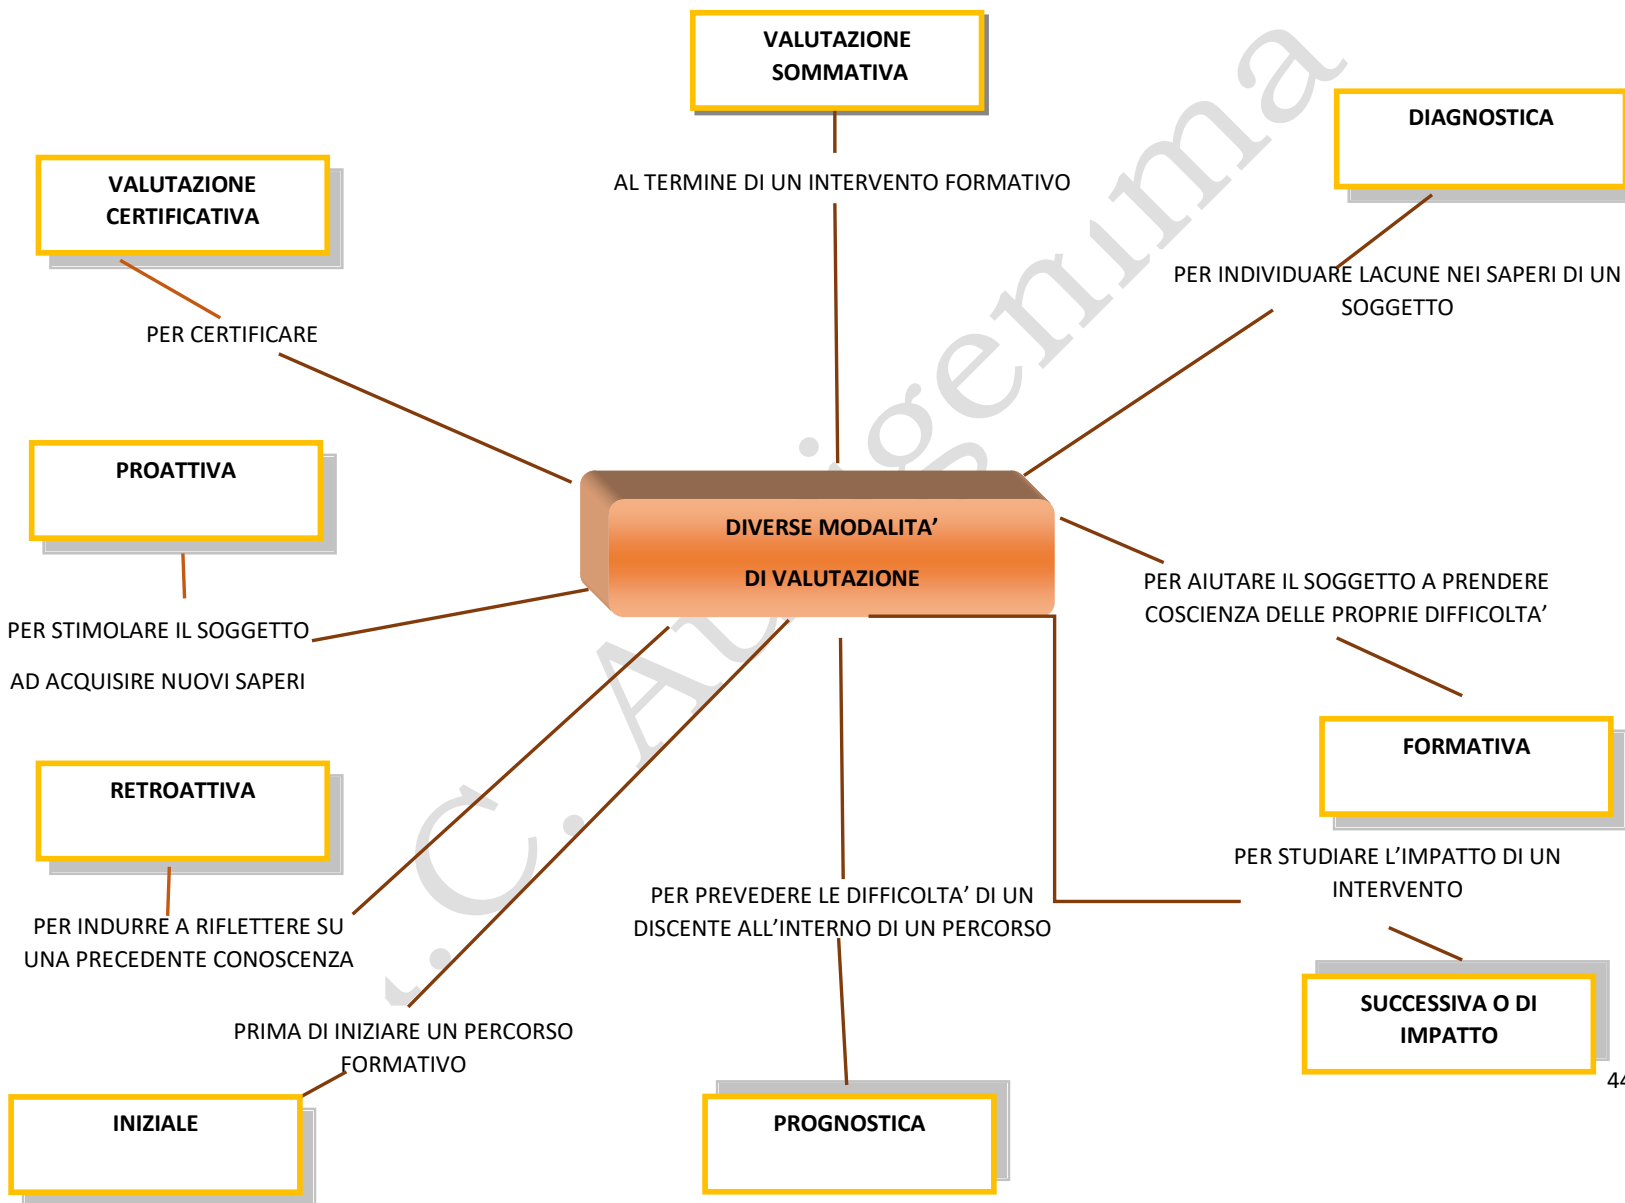 VALUTAZIONE
SOMMATIVA
DIAGNOSTICA
VALUTAZIONE
CERTIFICATIVA
AL TERMINE DI UN INTERVENTO FORMATIVO
PER INDIVIDUARE LACUNE NEI SAPERI DI UN
SOGGETTO
PER CERTIFICARE
PROATTIVA
DIVERSE MODALITA’
DI VALUTAZIONE
PER AIUTARE IL SOGGETTO A PRENDERE
COSCIENZA DELLE PROPRIE DIFFICOLTA’
PER STIMOLARE IL SOGGETTO
AD ACQUISIRE NUOVI SAPERI
FORMATIVA
RETROATTIVA
PER STUDIARE L’IMPATTO DI UN
INTERVENTO
PER PREVEDERE LE DIFFICOLTA’ DI UN
DISCENTE ALL’INTERNO DI UN PERCORSO
PER INDURRE A RIFLETTERE SU
UNA PRECEDENTE CONOSCENZA
SUCCESSIVA O DI
IMPATTO
PRIMA DI INIZIARE UN PERCORSO
FORMATIVO
INIZIALE
PROGNOSTICA
44